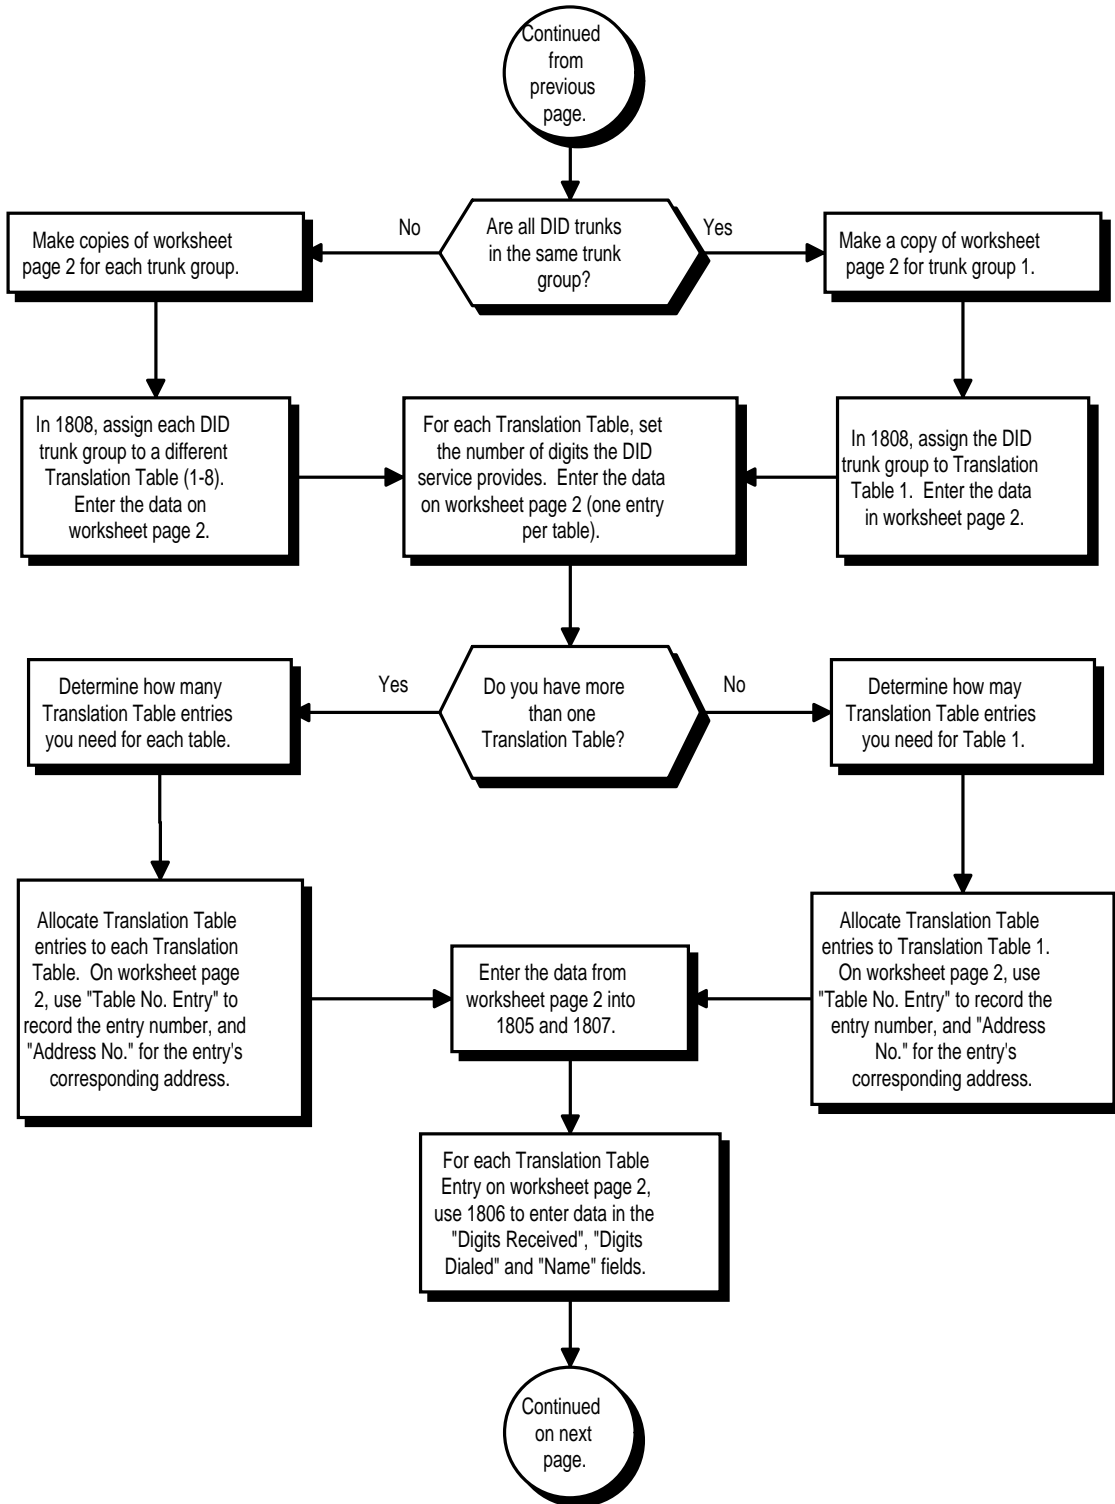 Continued
from
previous
page.
No
Are all DID trunks
in the same trunk
group?
Yes
Make copies of worksheet
page 2 for each trunk group.
Make a copy of worksheet
page 2 for trunk group 1.
In 1808, assign each DID
trunk group to a different
Translation Table (1-8).
Enter the data on
worksheet page 2.
For each Translation Table, set
the number of digits the DID
service provides.  Enter the data
on worksheet page 2 (one entry
per table).
In 1808, assign the DID
trunk group to Translation
Table 1.  Enter the data
in worksheet page 2.
Determine how many
Translation Table entries
you need for each table.
Yes
Do you have more
than one
Translation Table?
No
Determine how may
Translation Table entries
you need for Table 1.
Allocate Translation Table
entries to each Translation
Table.  On worksheet page
2, use "Table No. Entry" to
record the entry number, and
"Address No." for the entry's
corresponding address.
Enter the data from
worksheet page 2 into
1805 and 1807.
Allocate Translation Table
entries to Translation Table 1.
On worksheet page 2, use
"Table No. Entry" to record the
entry number, and "Address
No." for the entry's
corresponding address.
For each Translation Table
Entry on worksheet page 2,
use 1806 to enter data in the
"Digits Received", "Digits
Dialed" and "Name" fields.
Continued
on next
page.